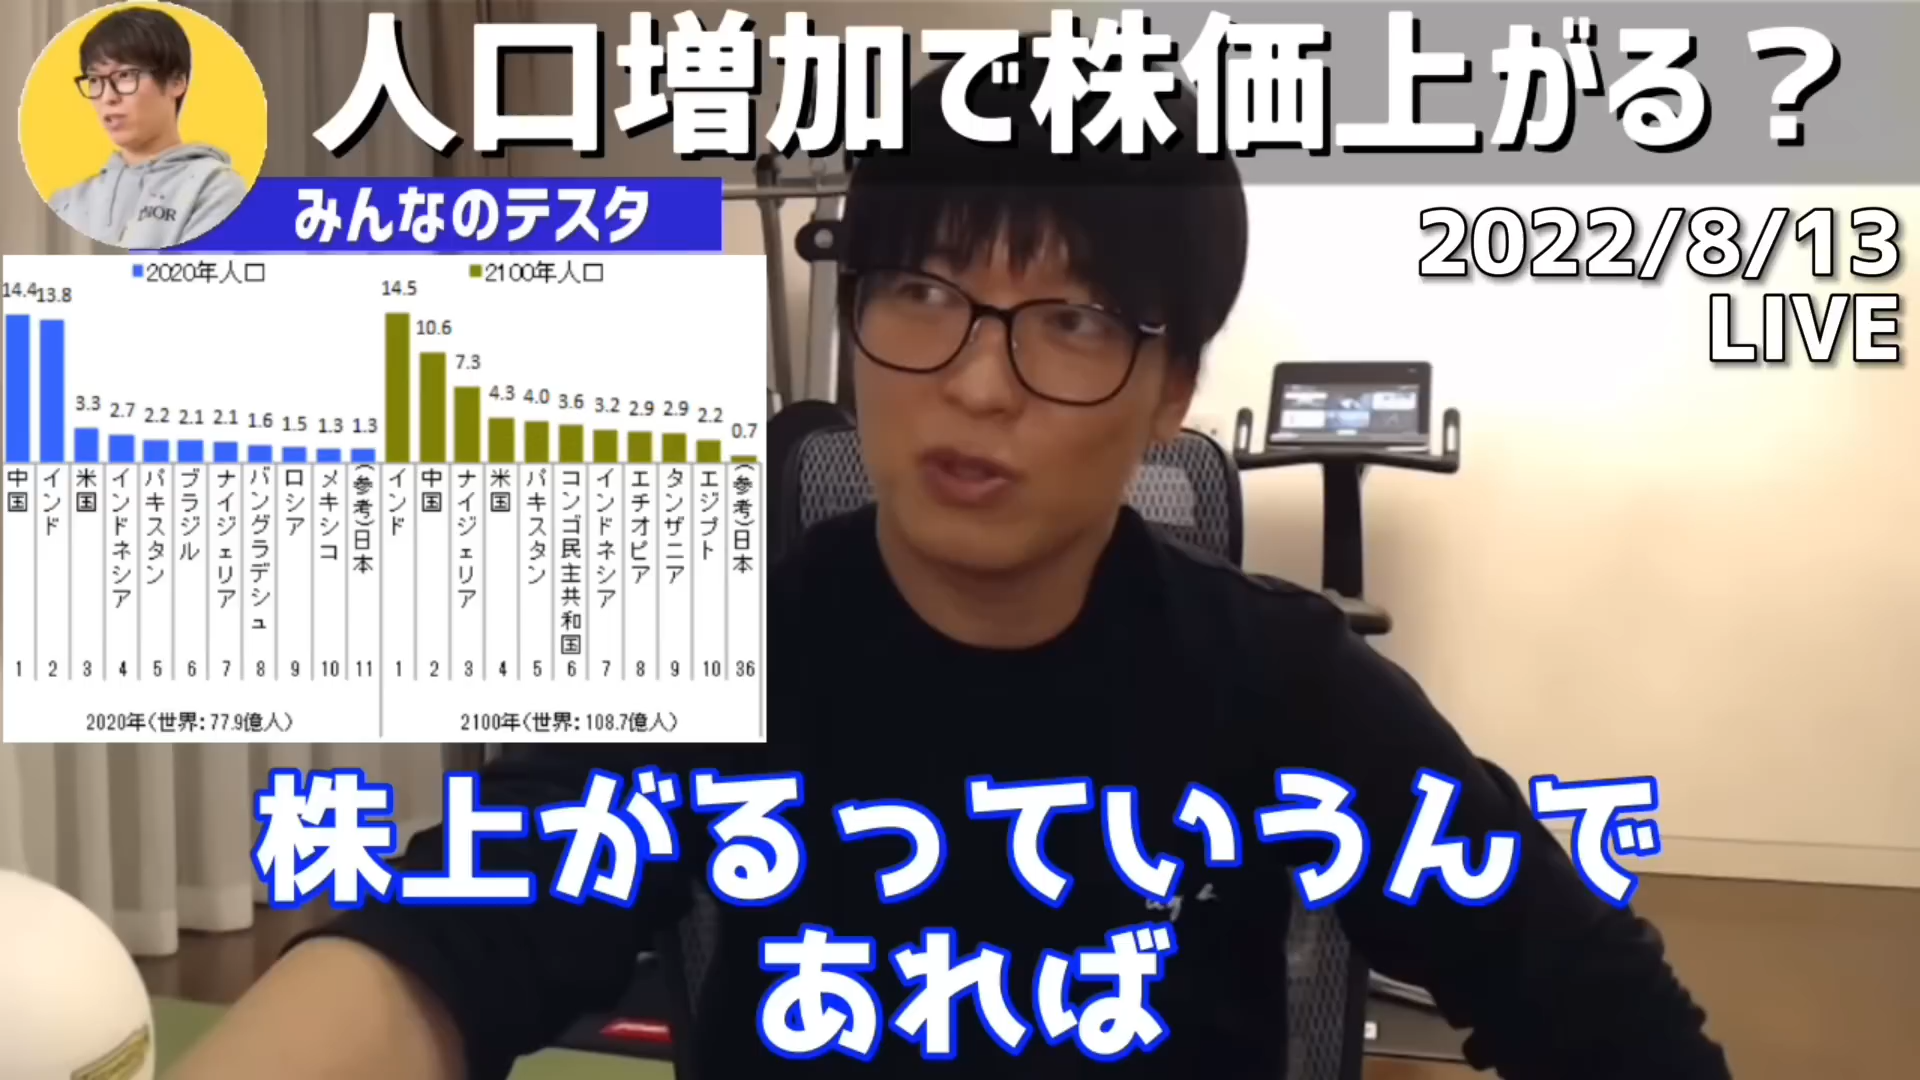 人口増加で株価上がる？
みんなのテスタ
2022/8/13
LIVE
■2020年人口 ■2100年人口
14.4 13.8 3.3 2.7 2.2 2.1 2.1 1.6 1.5 1.3 1.3 14.5 10.6 7.3 4.3 4.0 3.6 3.2 2.9 2.9 2.2 0.7
中国
インド
米国
インドネシア
パキスタン
ブラジル
ナイジェリア
バングラデシュ
ロシア
メキシコ
(参考)日本
インド
中国
ナイジェリア
米国
パキスタン
コンゴ民主共和国
インドネシア
エチオピア
タンザニア
エジプト
(参考)日本
1 2 3 4 5 6 7 8 9 10 11 1 2 3 4 5 6 7 8 9 10 36
2020年(世界:77.9億人) 2100年(世界:108.7億人)
株上がるっていうんで
あれば